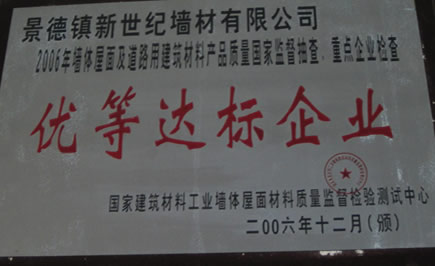 景德镇新世纪墙材有限公司
2006年墙体屋面及道路用建筑材料产品质量国家监督抽查、重点企业检查
优等达标企业
国家建筑材料工业墙体屋面材料质量监督检验测试中心
二00六年十二月(颁)